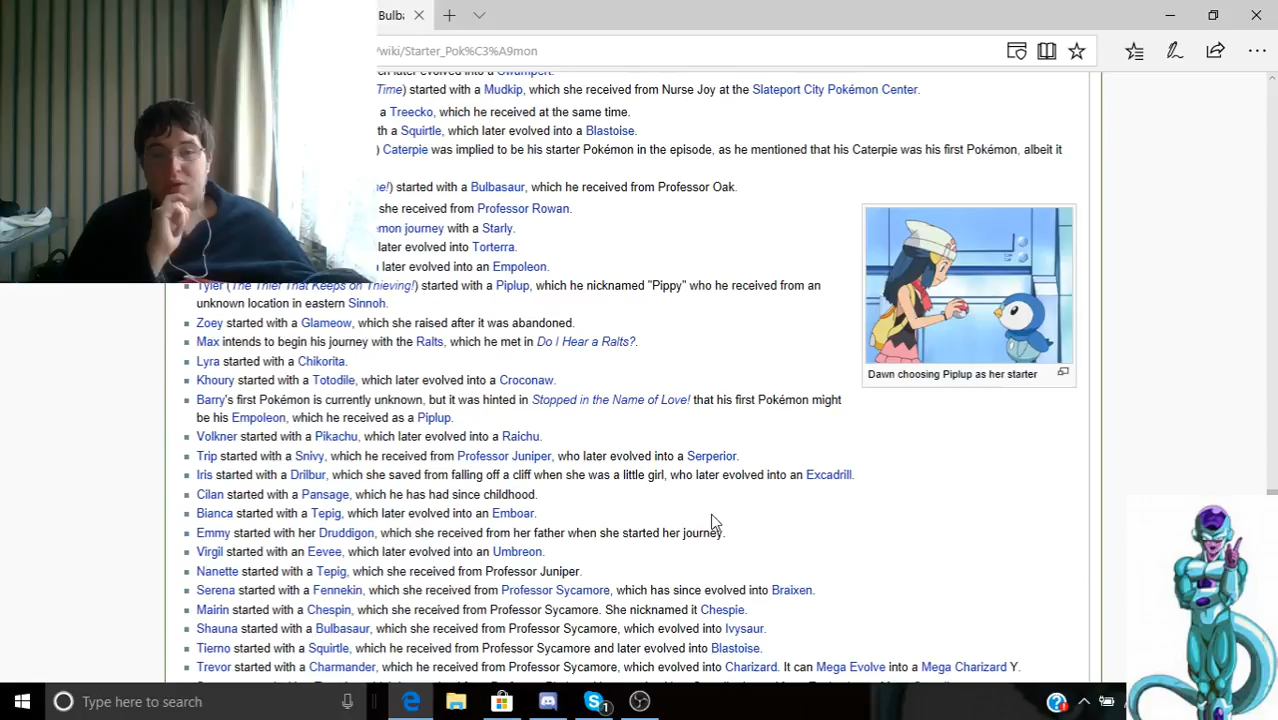 Bulba
/wiki/Starter_Pok%C3%A9mon
ch later evolved into a Swampert.
Time) started with a Mudkip, which she received from Nurse Joy at the Slateport City Pokémon Center.
a Treecko, which he received at the same time.
th a Squirtle, which later evolved into a Blastoise.
) Caterpie was implied to be his starter Pokémon in the episode, as he mentioned that his Caterpie was his first Pokémon, albeit it
ne!) started with a Bulbasaur, which he received from Professor Oak.
she received from Professor Rowan.
emon journey with a Starly.
later evolved into Torterra.
later evolved into an Empoleon.
Tyler (The Thief That Keeps on Thieving!) started with a Piplup, which he nicknamed "Pippy" who he received from an
unknown location in eastern Sinnoh.
Zoey started with a Glameow, which she raised after it was abandoned.
Max intends to begin his journey with the Ralts, which he met in Do I Hear a Ralts?.
Lyra started with a Chikorita.
Khoury started with a Totodile, which later evolved into a Croconaw.
Barry's first Pokémon is currently unknown, but it was hinted in Stopped in the Name of Love! that his first Pokémon might
be his Empoleon, which he received as a Piplup.
Volkner started with a Pikachu, which later evolved into a Raichu.
Trip started with a Snivy, which he received from Professor Juniper, who later evolved into a Serperior.
Iris started with a Drilbur, which she saved from falling off a cliff when she was a little girl, who later evolved into an Excadrill.
Cilan started with a Pansage, which he has had since childhood.
Bianca started with a Tepig, which later evolved into an Emboar.
Emmy started with her Druddigon, which she received from her father when she started her journey.
Virgil started with an Eevee, which later evolved into an Umbreon.
Nanette started with a Tepig, which she received from Professor Juniper.
Serena started with a Fennekin, which she received from Professor Sycamore, which has since evolved into Braixen.
Mairin started with a Chespin, which she received from Professor Sycamore. She nicknamed it Chespie.
Shauna started with a Bulbasaur, which she received from Professor Sycamore, which evolved into Ivysaur.
Tierno started with a Squirtle, which he received from Professor Sycamore and later evolved into Blastoise.
Trevor started with a Charmander, which he received from Professor Sycamore, which evolved into Charizard. It can Mega Evolve into a Mega Charizard Y.
Dawn choosing Piplup as her starter
Type here to search
1